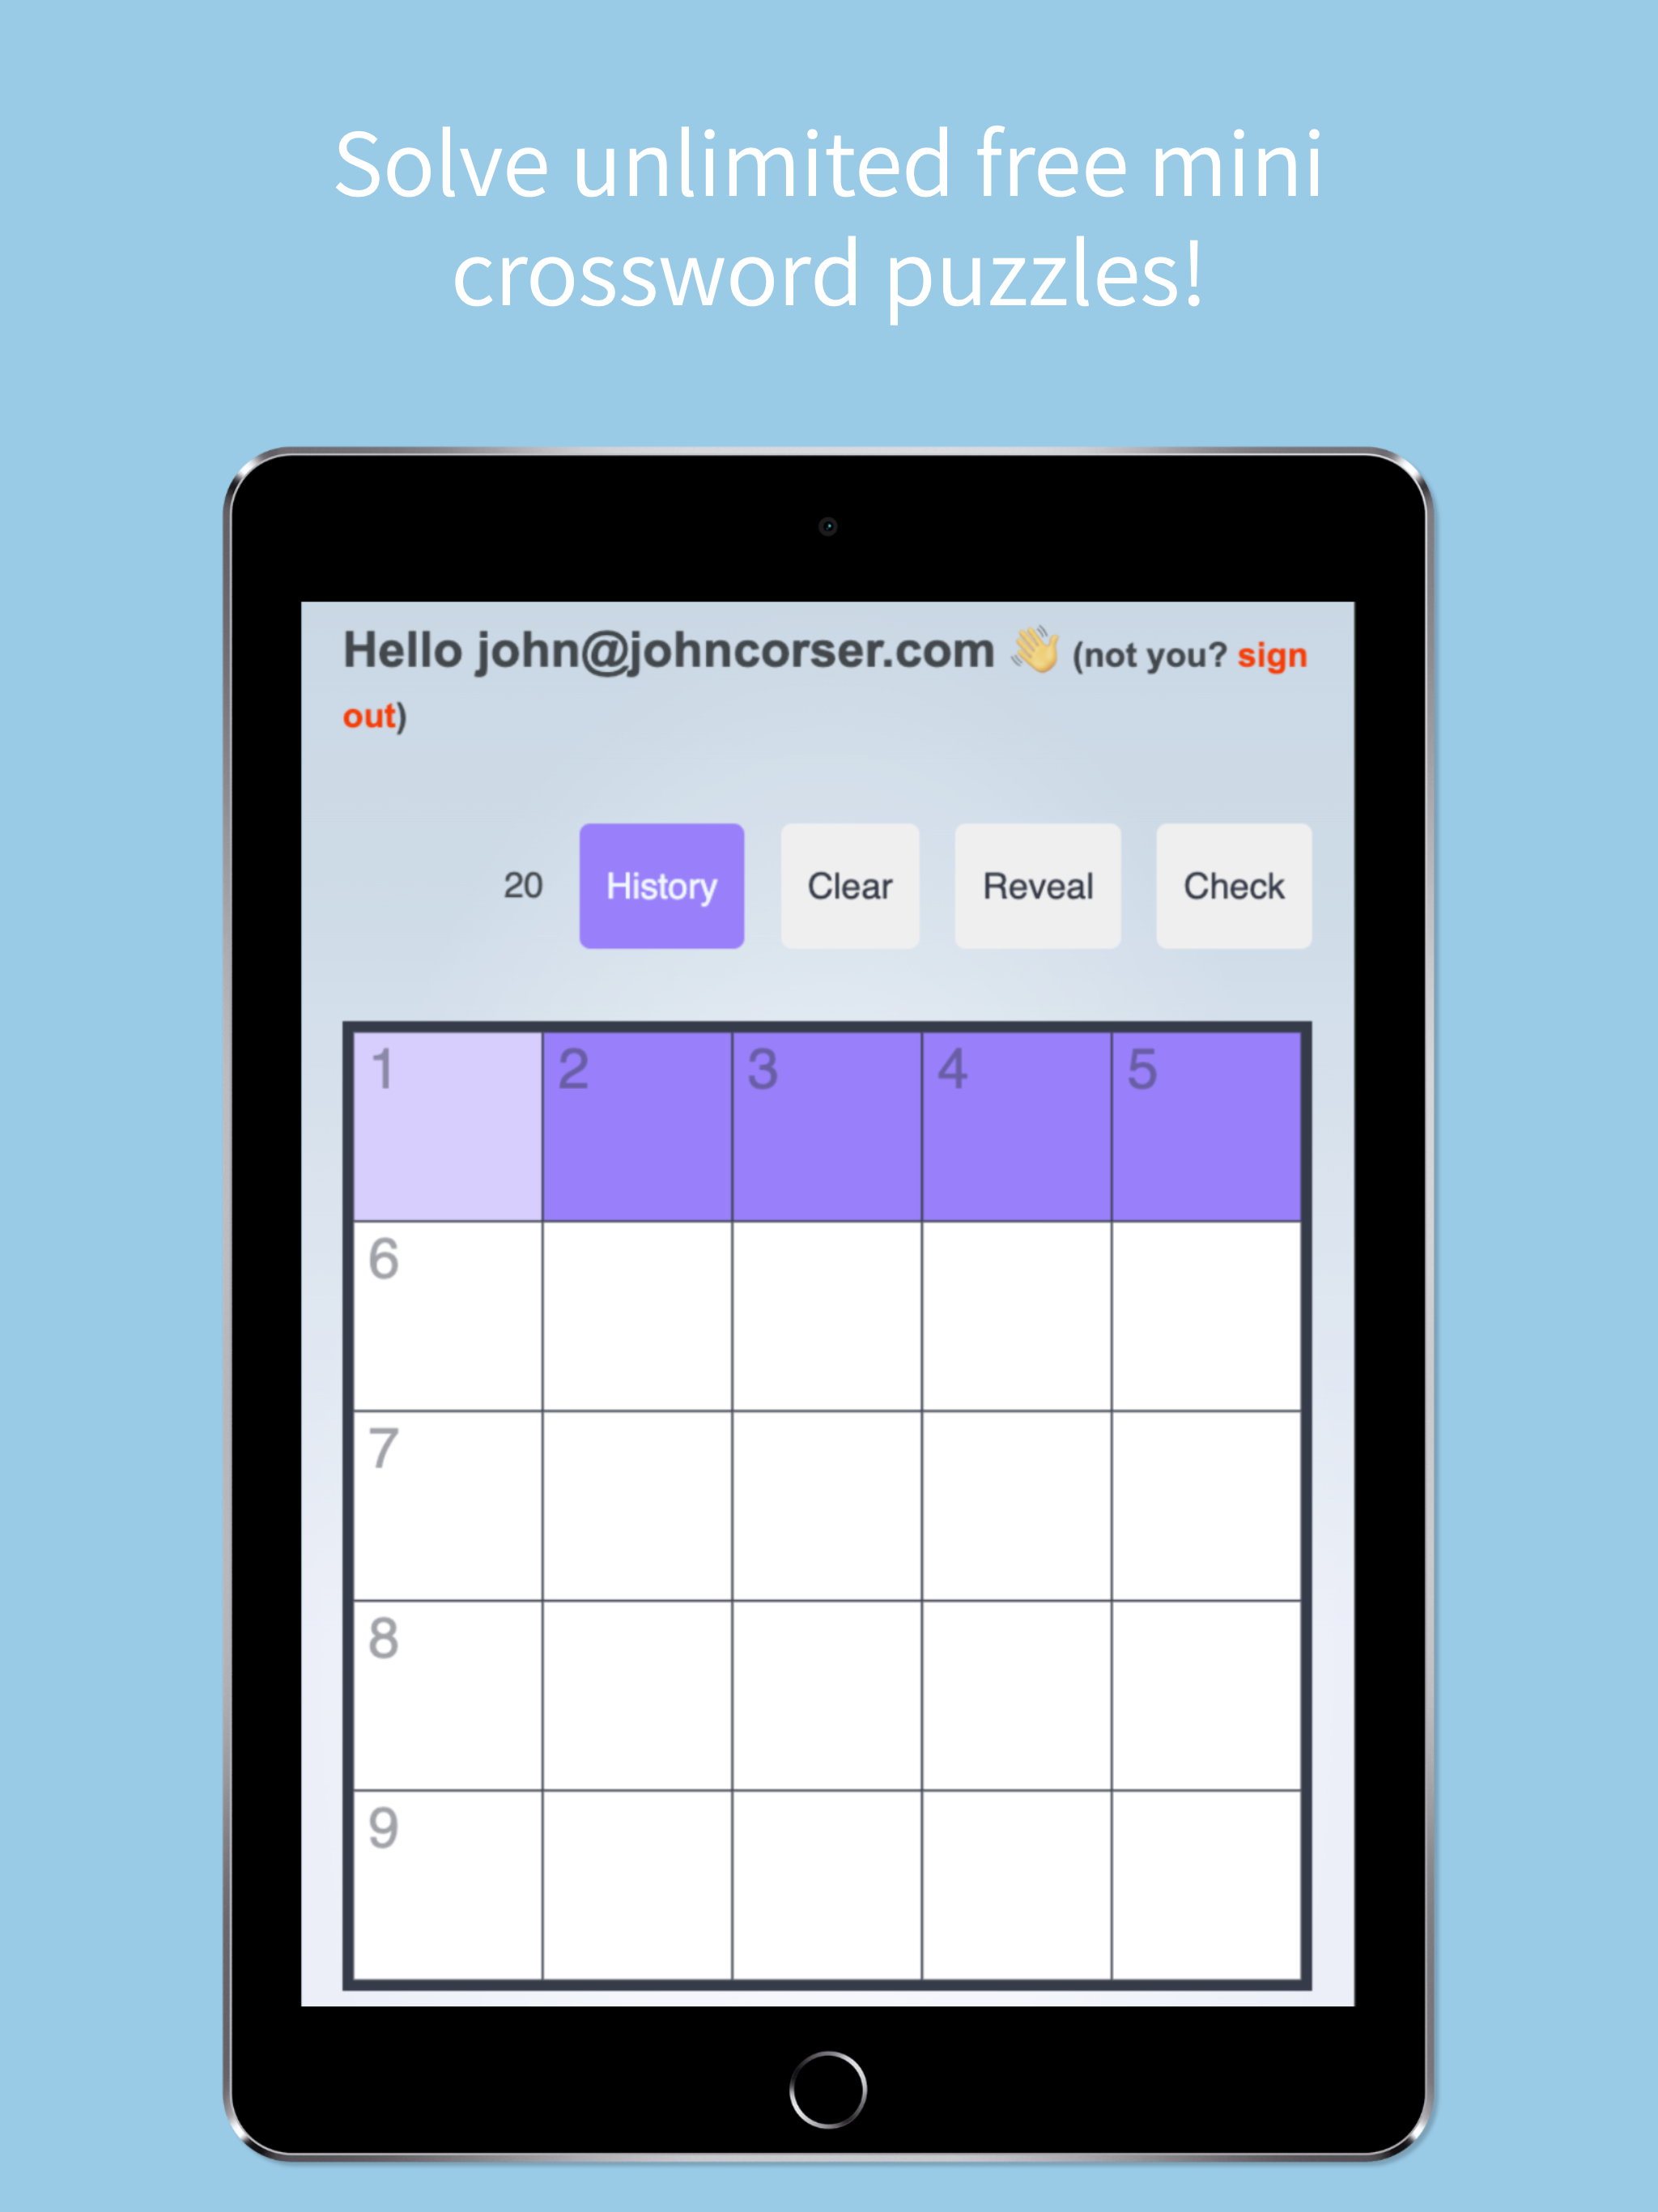 Solve unlimited free mini
crossword puzzles!
Hello john@johncorser.com 👋 (not you? sign
out)
20 History Clear Reveal Check
1 2 3 4 5
6
7
8
9